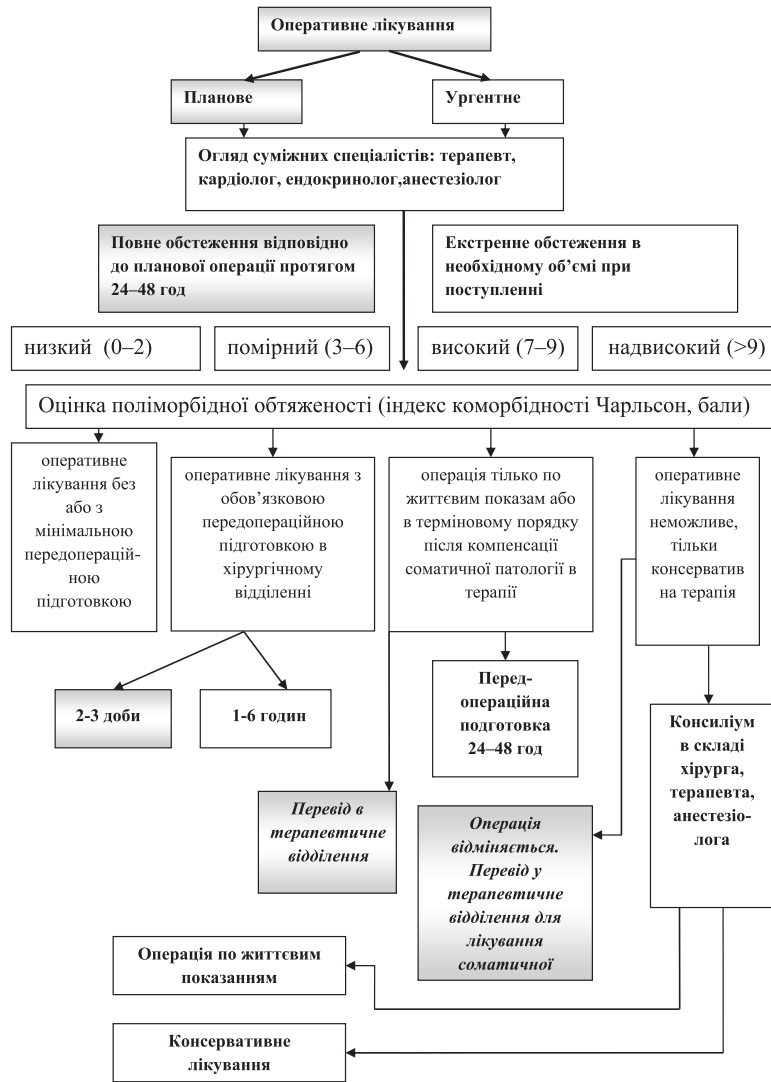 Оперативне лікування
Планове
Ургентне
Огляд суміжних спеціалістів: терапевт,
кардіолог, ендокринолог,анестезіолог
Повне обстеження відповідно
до планової операції протягом
24–48 год
Екстренне обстеження в
необхідному об’ємі при
поступленні
низкий (0–2)
помірний (3–6)
високий (7–9)
надвисокий (>9)
Оцінка поліморбідної обтяженості (індекс коморбідності Чарльсон, бали)
оперативне
лікування без
або з
мінімальною
передоперацій-
ною
підготовкою
оперативне лікування з
обов’язковою
передопераційною
підготовкою в
хірургічному
відділенні
операція тілько по
життєвим показам або
в терміновому порядку
після компенсації
соматичної патології в
терапії
оперативне
лікування
неможливе,
тільки
консерватив
на терапія
2-3 доби
1-6 годин
Перед-
операційна
подготовка
24–48 год
Консиліум
в складі
хірурга,
терапевта,
анестезіо-
лога
Перевід в
терапевтичне
відділення
Операція
відміняється.
Перевід у
терапевтичне
відділення для
лікування
соматичної
Операція по життєвим
показанням
Консервативне
лікування